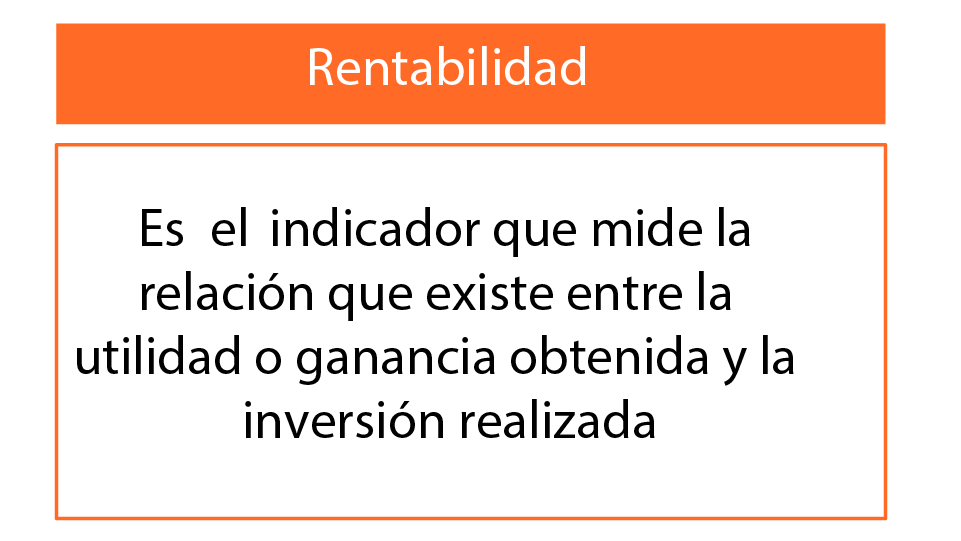 Rentabilidad
Es el indicador que mide la
relación que existe entre la
utilidad o ganancia obtenida y la
inversión realizada